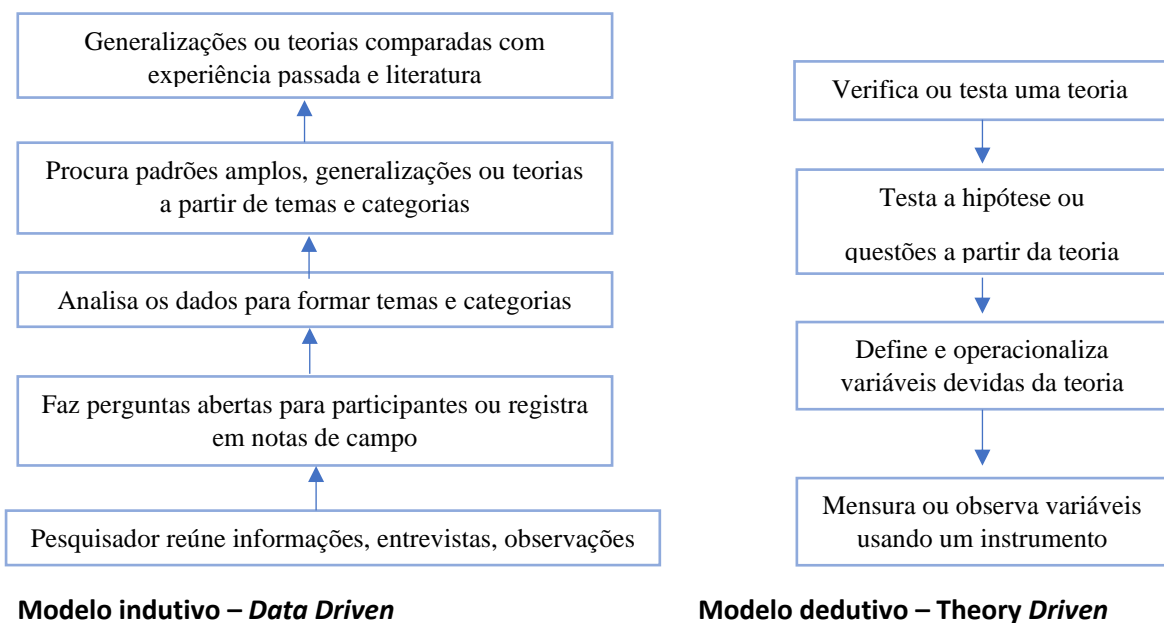 Generalizações ou teorias comparadas com
experiência passada e literatura
Procura padrões amplos, generalizações ou teorias
a partir de temas e categorias
Analisa os dados para formar temas e categorias
Faz perguntas abertas para participantes ou registra
em notas de campo
Pesquisador reúne informações, entrevistas, observações
Modelo indutivo – Data Driven
Verifica ou testa uma teoria
Testa a hipótese ou
questões a partir da teoria
Define e operacionaliza
variáveis devidas da teoria
Mensura ou observa variáveis
usando um instrumento
Modelo dedutivo – Theory Driven